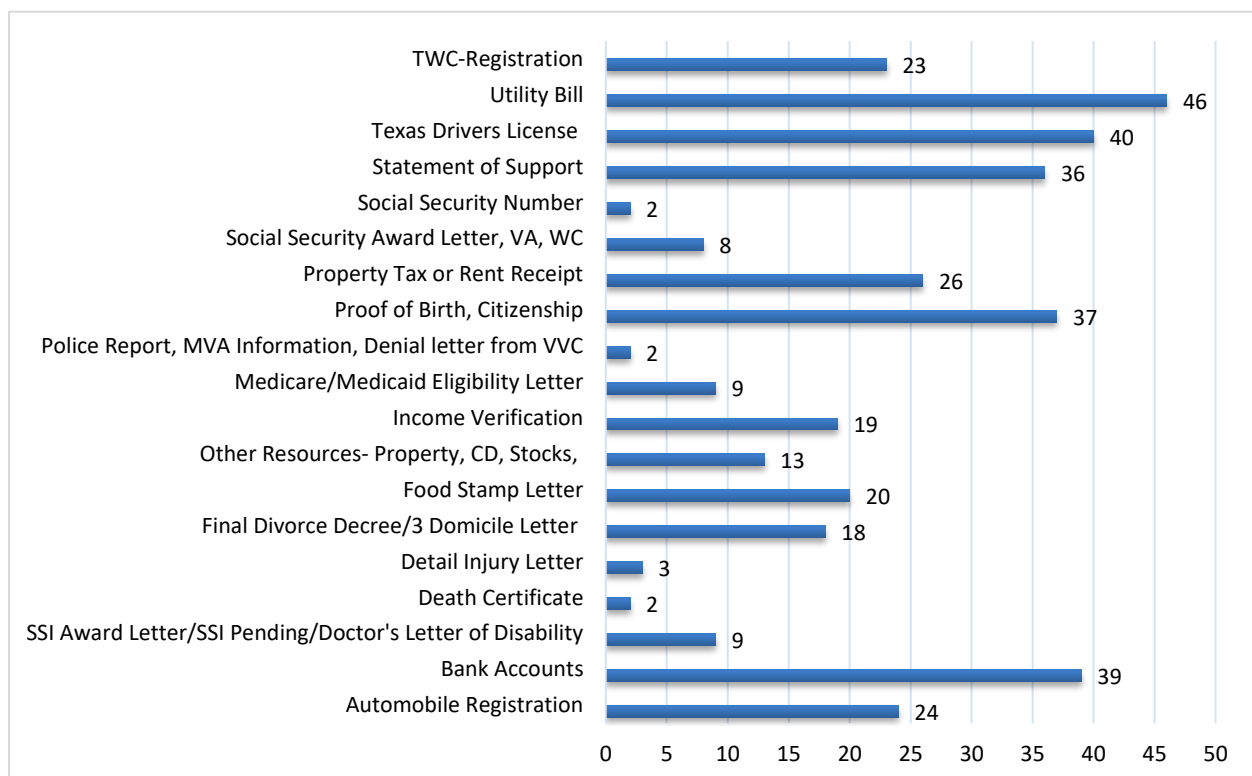 TWC-Registration 23
Utility Bill 46
Texas Drivers License 40
Statement of Support 36
Social Security Number 2
Social Security Award Letter, VA, WC 8
Property Tax or Rent Receipt 26
Proof of Birth, Citizenship 37
Police Report, MVA Information, Denial letter from VVC 2
Medicare/Medicaid Eligibility Letter 9
Income Verification 19
Other Resources- Property, CD, Stocks, 13
Food Stamp Letter 20
Final Divorce Decree/3 Domicile Letter 18
Detail Injury Letter 3
Death Certificate 2
SSI Award Letter/SSI Pending/Doctor's Letter of Disability 9
Bank Accounts 39
Automobile Registration 24
0 5 10 15 20 25 30 35 40 45 50